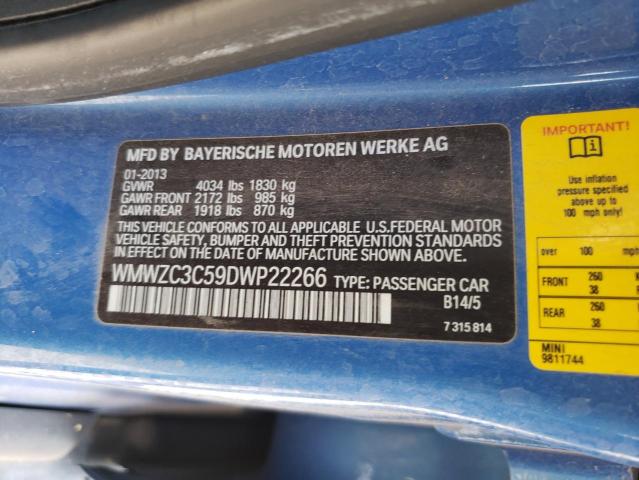 MFD BY BAYERISCHE MOTOREN WERKE AG
01-2013
GVWR 4034 lbs 1830 kg
GAWR FRONT 2172 lbs 985 kg
GAWR REAR 1918 lbs 870 kg
THIS VEHICLE CONFORMS TO ALL APPLICABLE U.S.FEDERAL MOTOR
VEHICLE SAFETY, BUMPER AND THEFT PREVENTION STANDARDS
IN EFFECT ON THE DATE OF MANUFACTURE SHOWN ABOVE.
WMWZC3C59DWP22266 TYPE: PASSENGER CAR
B14/5
7 315 814
IMPORTANT!
Use inflation
pressure specified
above up to
100 mph only!
over 100 mph
FRONT 260
38
REAR 260
38
MINI
9811744